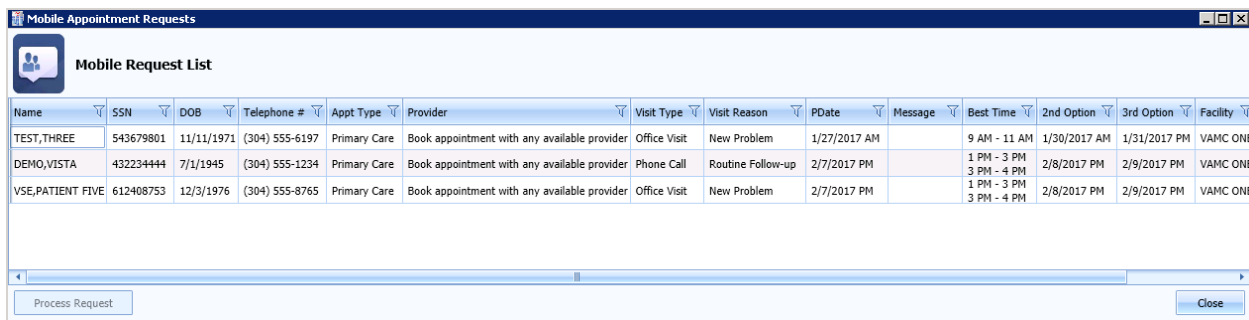 Mobile Appointment Requests
Mobile Request List
Name SSN DOB Telephone # Appt Type Provider Visit Type Visit Reason PDate Message Best Time 2nd Option 3rd Option Facility
TEST,THREE 543679801 11/11/1971 (304) 555-6197 Primary Care Book appointment with any available provider Office Visit New Problem 1/27/2017 AM 9 AM - 11 AM 1/30/2017 AM 1/31/2017 PM VAMC ONE
DEMO,VISTA 432234444 7/1/1945 (304) 555-1234 Primary Care Book appointment with any available provider Phone Call Routine Follow-up 2/7/2017 PM 1 PM - 3 PM 2/8/2017 PM 2/9/2017 PM VAMC ONE
3 PM - 4 PM
VSE,PATIENT FIVE 612408753 12/3/1976 (304) 555-8765 Primary Care Book appointment with any available provider Office Visit New Problem 2/7/2017 PM 1 PM - 3 PM 2/8/2017 PM 2/9/2017 PM VAMC ONE
3 PM - 4 PM
Process Request Close